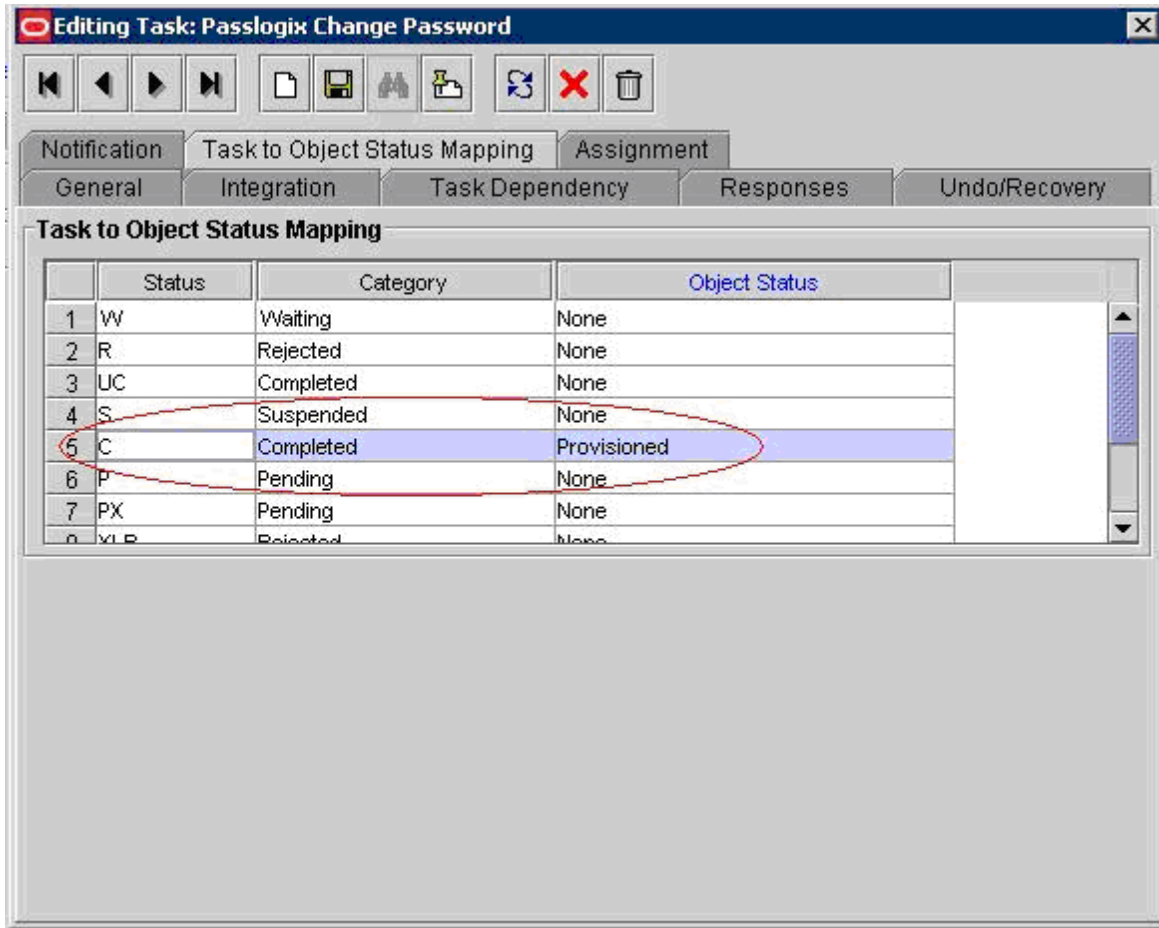 Editing Task: Passlogix Change Password
Notification Task to Object Status Mapping Assignment
General Integration Task Dependency Responses Undo/Recovery
Task to Object Status Mapping
Status Category Object Status
1 W Waiting None
2 R Rejected None
3 UC Completed None
4 S Suspended None
5 C Completed Provisioned
6 P Pending None
7 PX Pending None
Rejected None